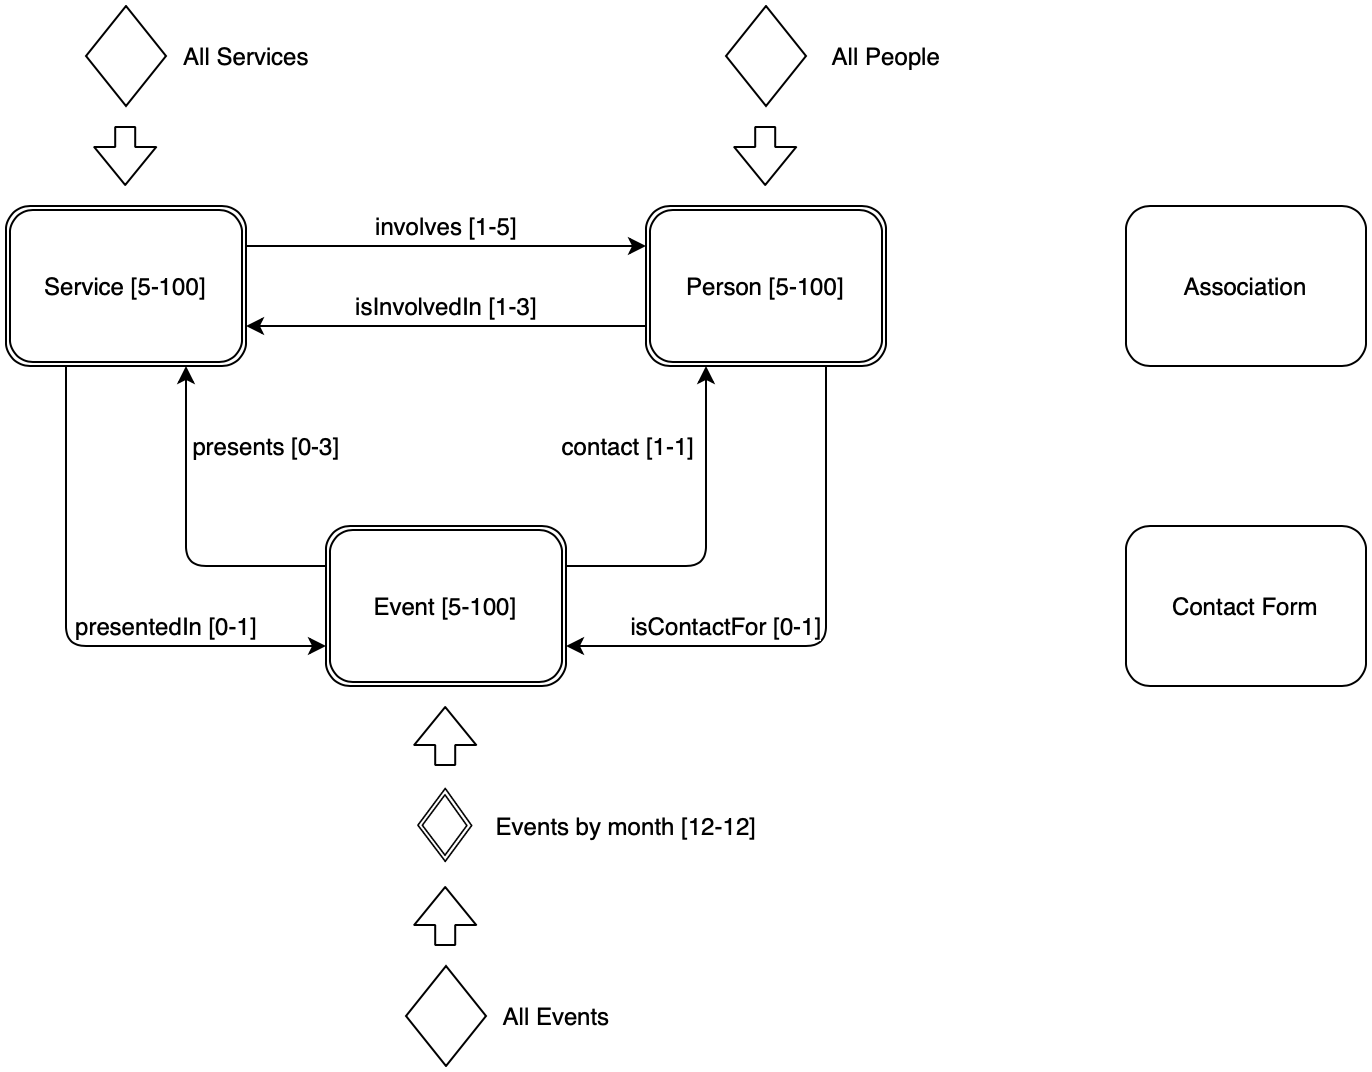 All Services
All People
involves [1-5]
Service [5-100]
Person [5-100]
Association
isInvolvedIn [1-3]
presents [0-3]
contact [1-1]
Event [5-100]
Contact Form
presentedIn [0-1]
isContactFor [0-1]
Events by month [12-12]
All Events